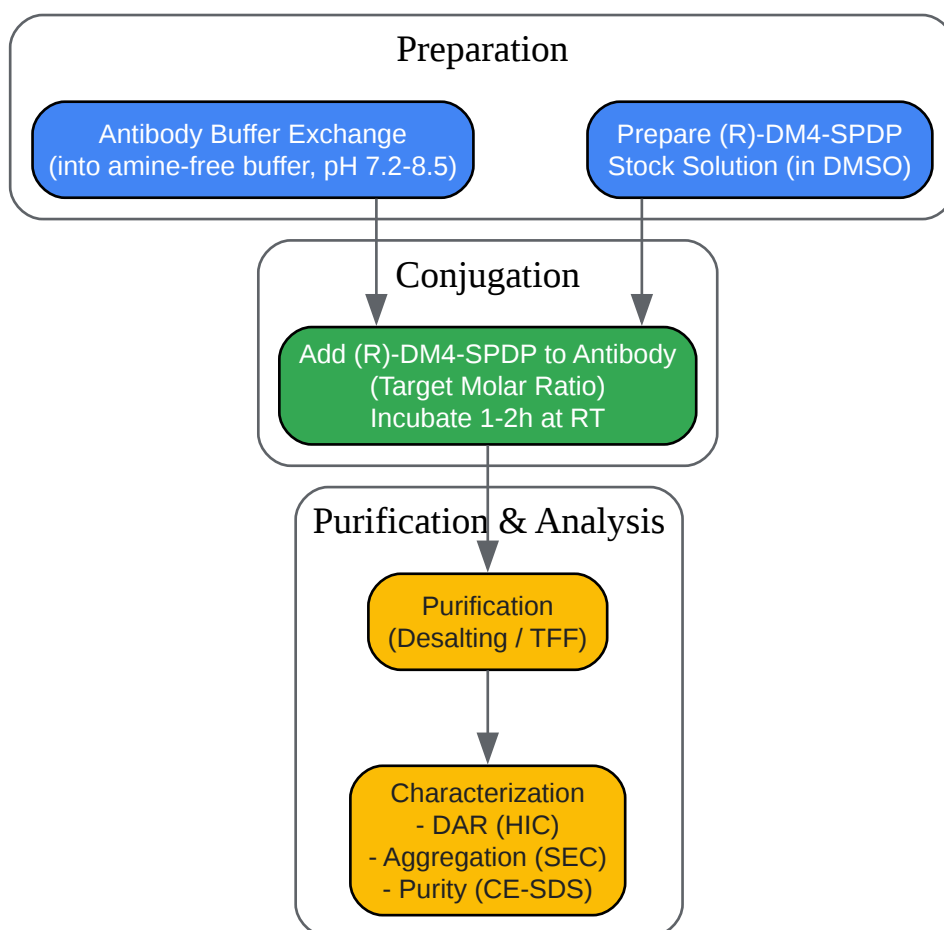 Preparation
Antibody Buffer Exchange
(into amine-free buffer, pH 7.2-8.5)
Prepare (R)-DM4-SPDP
Stock Solution (in DMSO)
Conjugation
Add (R)-DM4-SPDP to Antibody
(Target Molar Ratio)
Incubate 1-2h at RT
Purification & Analysis
Purification
(Desalting / TFF)
Characterization
- DAR (HIC)
- Aggregation (SEC)
- Purity (CE-SDS)